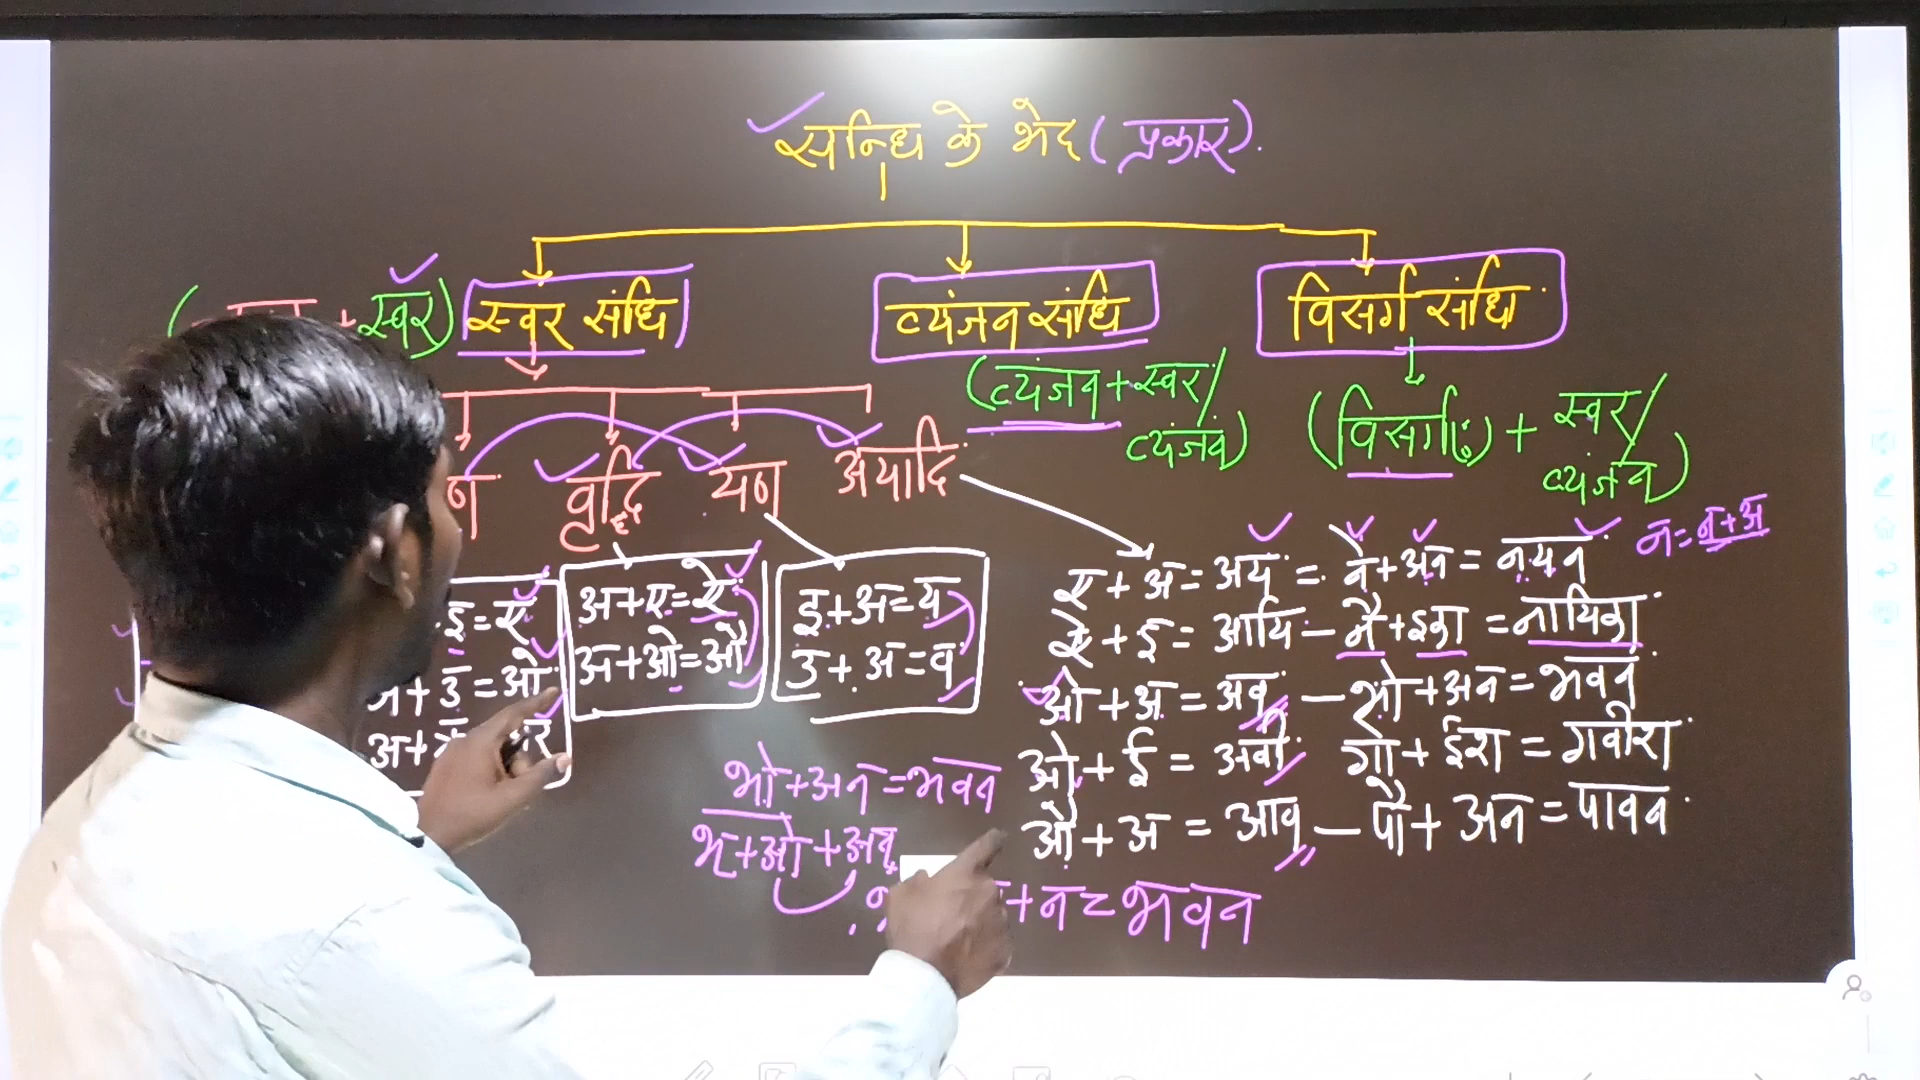 सन्धि के भेद (प्रकार).
स्वर) स्वर संधि
व्यंजन संधि
विसर्ग संधि
(व्यंजन + स्वर/
व्यंजन)
(विसर्ग(:) + स्वर/
व्यंजन)
वृद्धि यण अयादि
न = न्+अ
इ = ए
+ उ = ओ
अ+ए=ऐ
अ+ओ=औ
इ+अ=य
उ+अ=व
ए+अ = अय = ने+अन = नयन
ऐ+ई = आयि – नै+इका = नायिका
ओ+अ = अव् – भो+अन = भवन
ओ+ई = अवी गो+ईश = गवीश
औ+अ = आव् – पौ+अन = पावन
भो+अन=भवन
भ्+ओ+अन्
+न=भवन